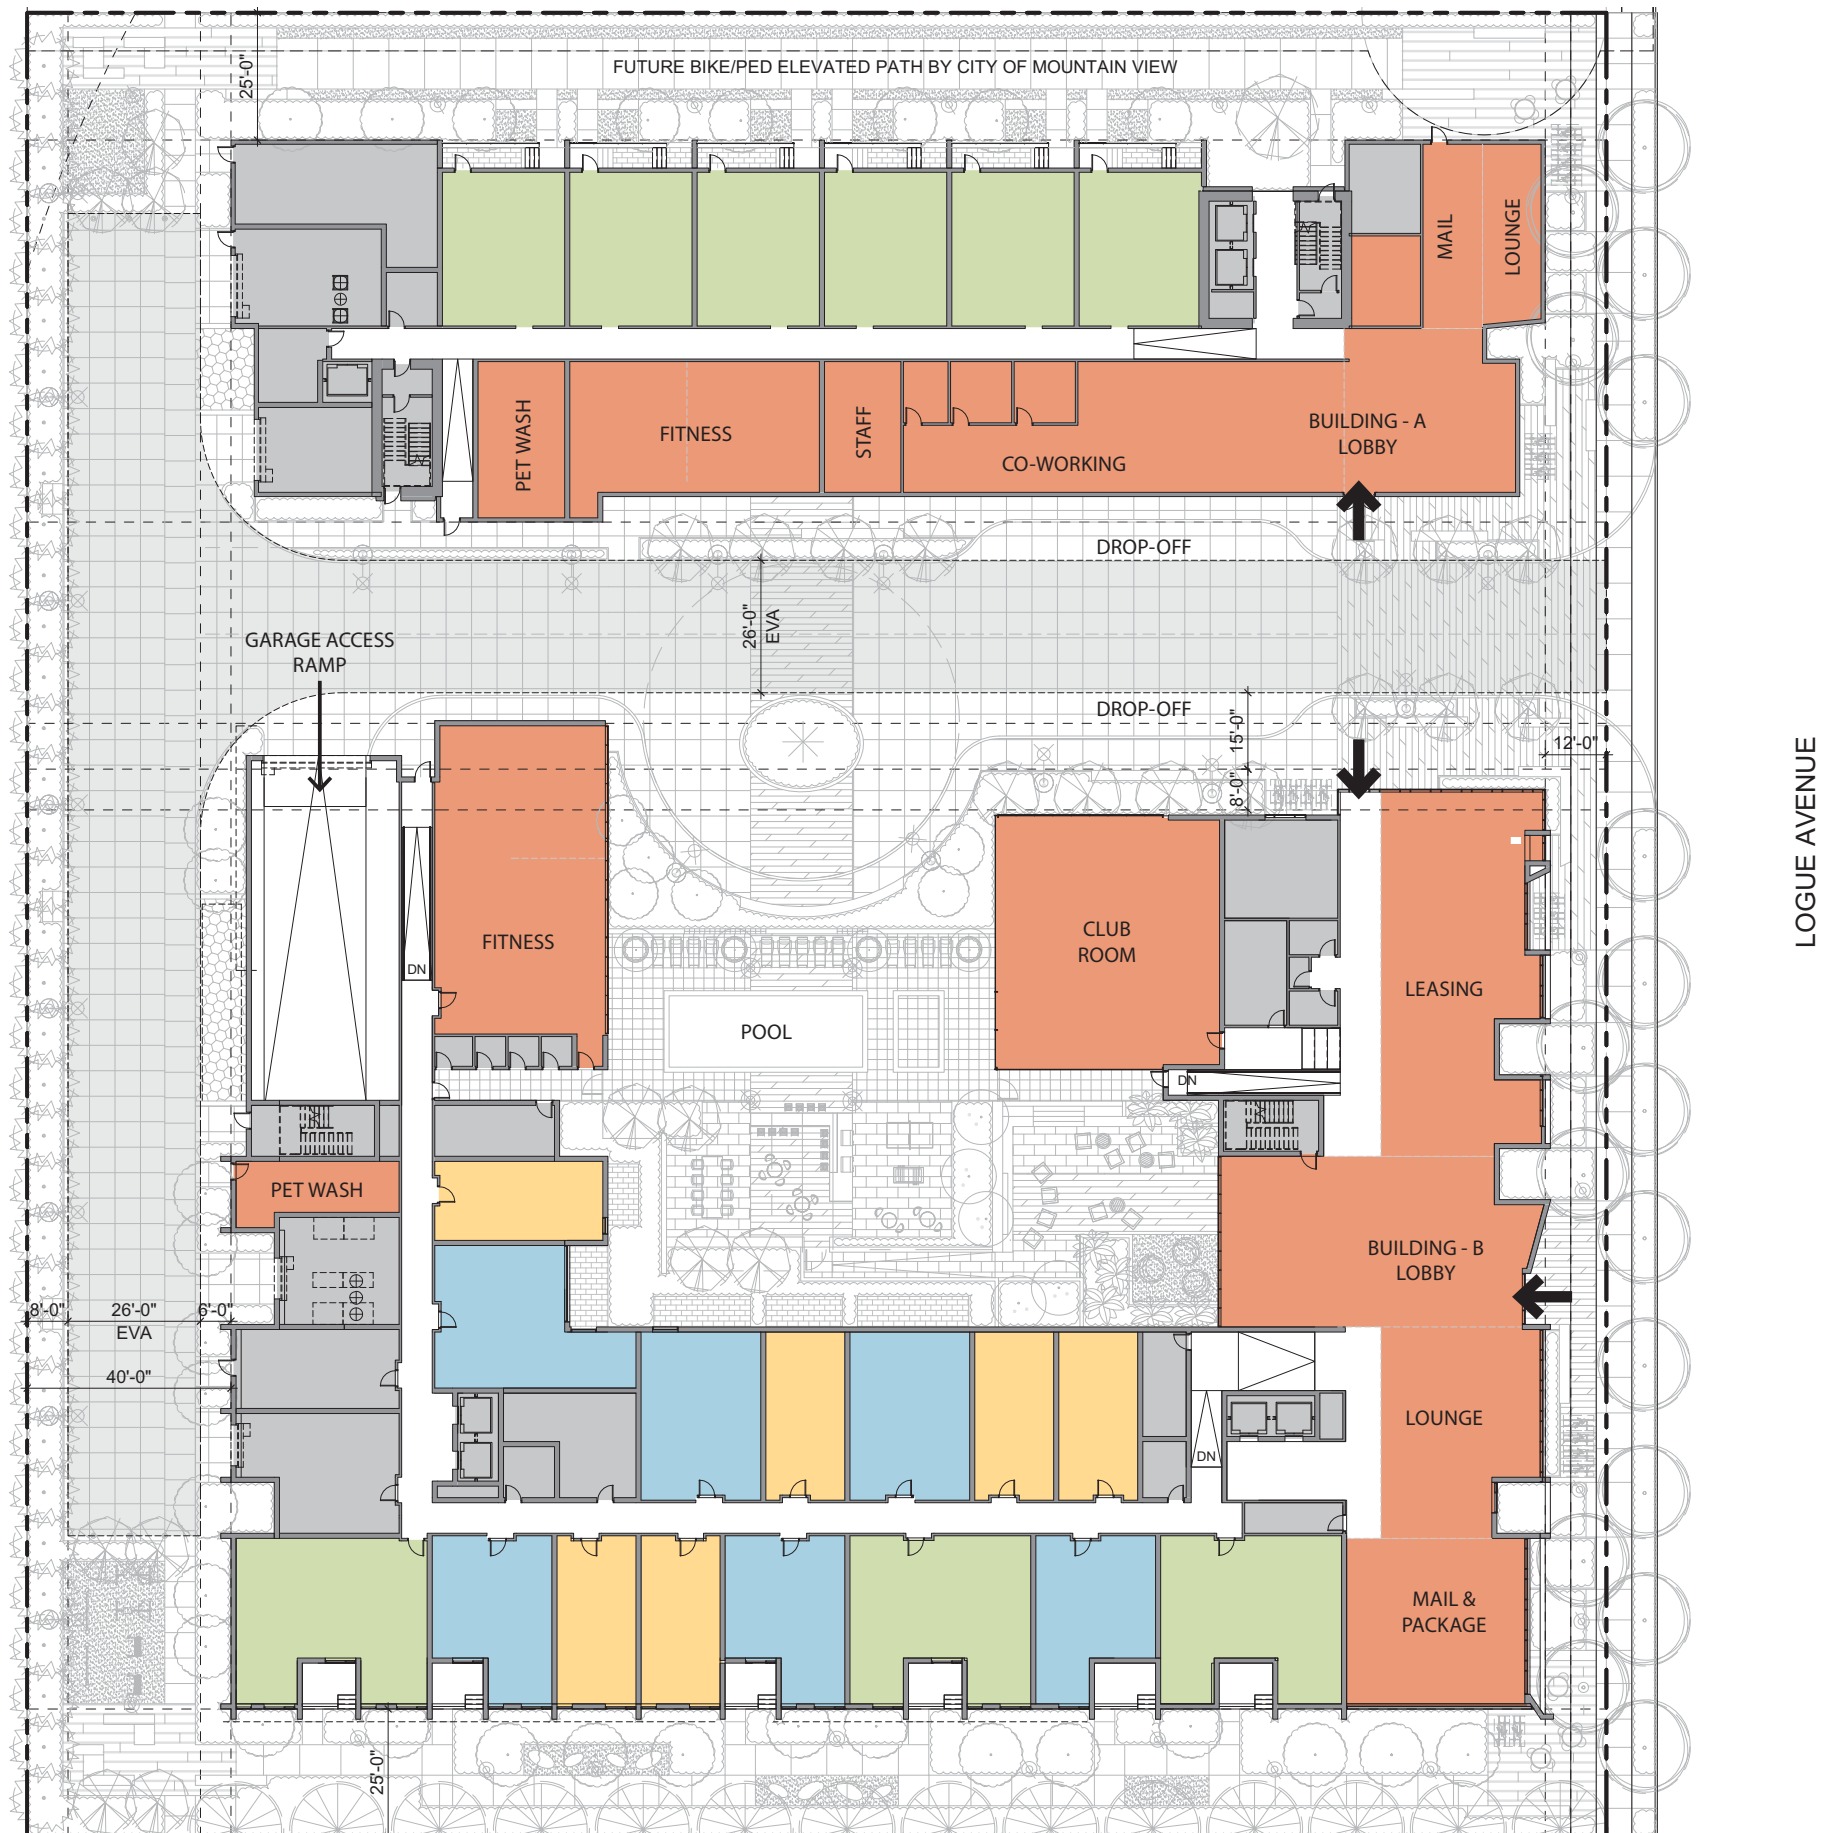 FUTURE BIKE/PED ELEVATED PATH BY CITY OF MOUNTAIN VIEW
25'-0"
MAIL
LOUNGE
PET WASH
FITNESS
STAFF
CO-WORKING
BUILDING - A
LOBBY
DROP-OFF
26'-0"
EVA
GARAGE ACCESS
RAMP
DROP-OFF
15'-0"
8'-0"
12'-0"
LOGUE AVENUE
FITNESS
DN
CLUB
ROOM
LEASING
POOL
DN
PET WASH
BUILDING - B
LOBBY
8'-0"
26'-0"
6'-0"
EVA
40'-0"
LOUNGE
DN
MAIL &
PACKAGE
25'-0"